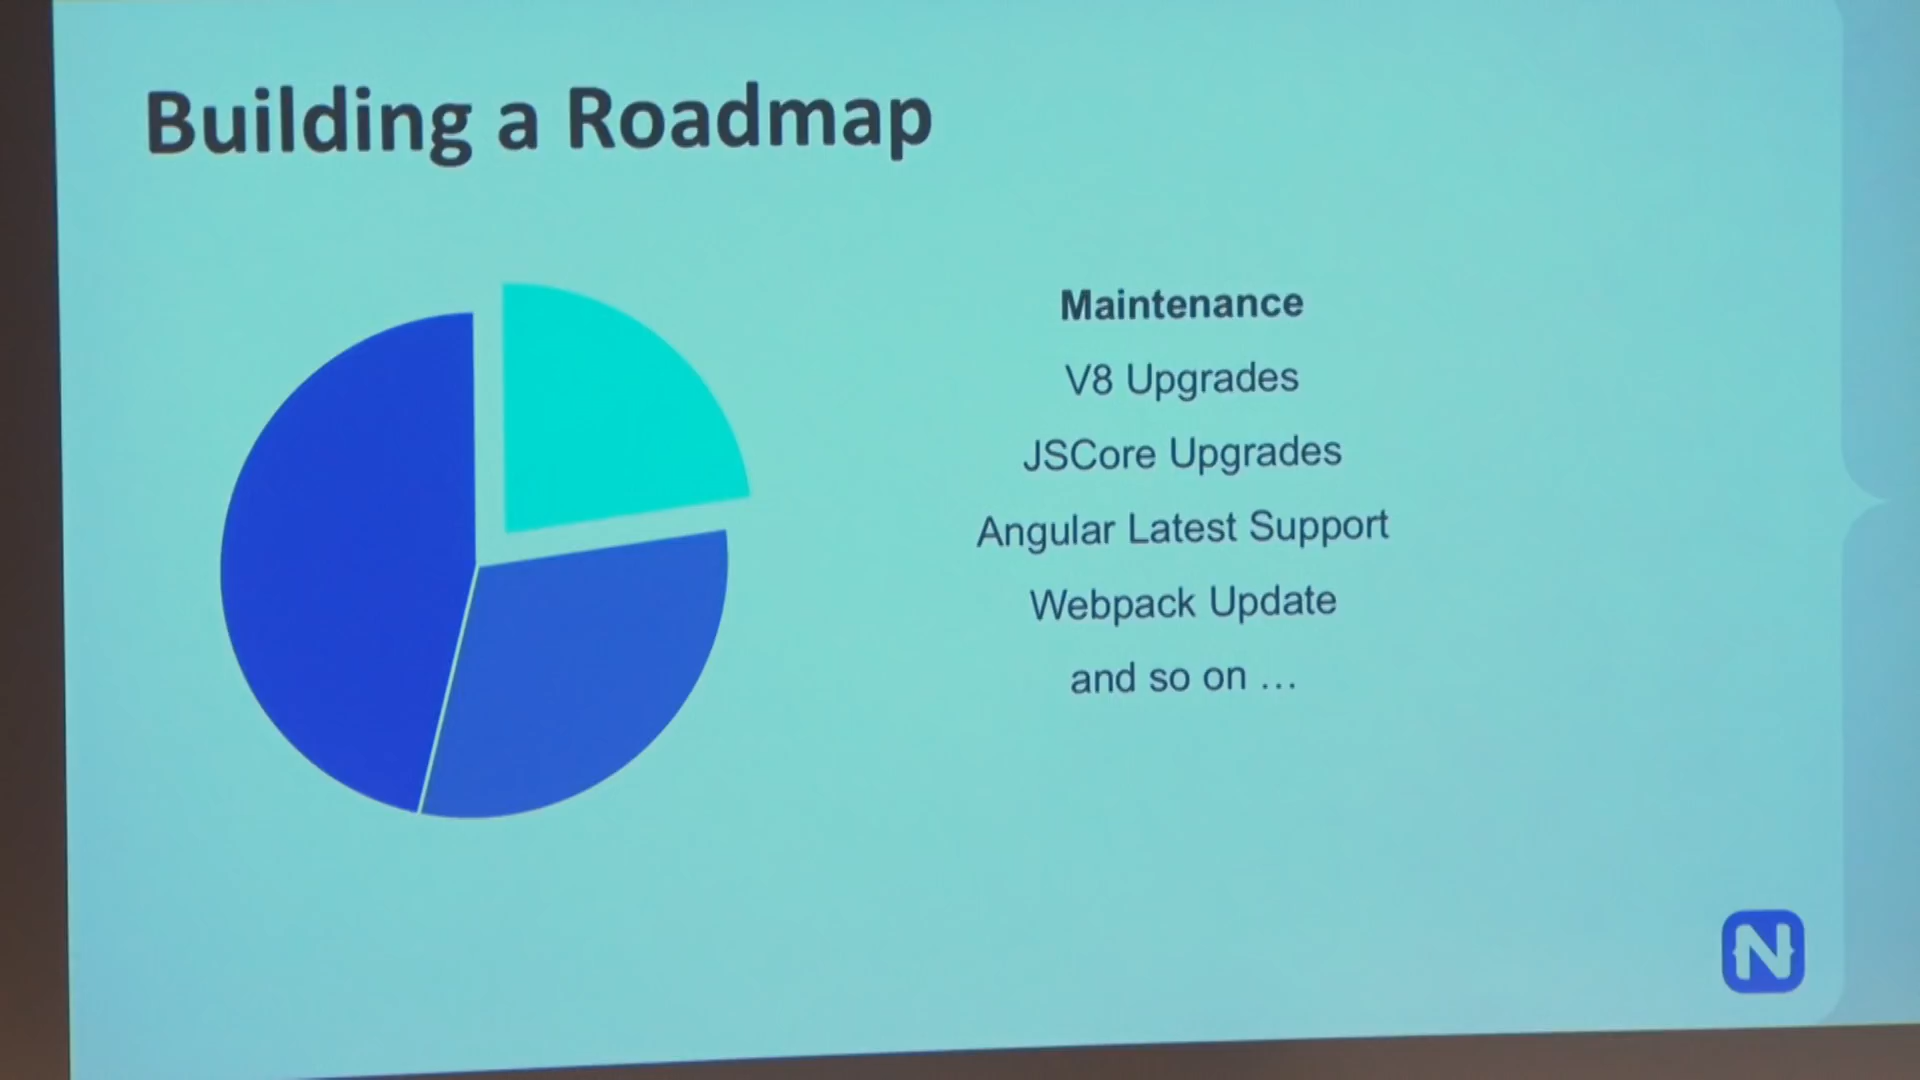 Building a Roadmap
Maintenance
V8 Upgrades
JSCore Upgrades
Angular Latest Support
Webpack Update
and so on …
N